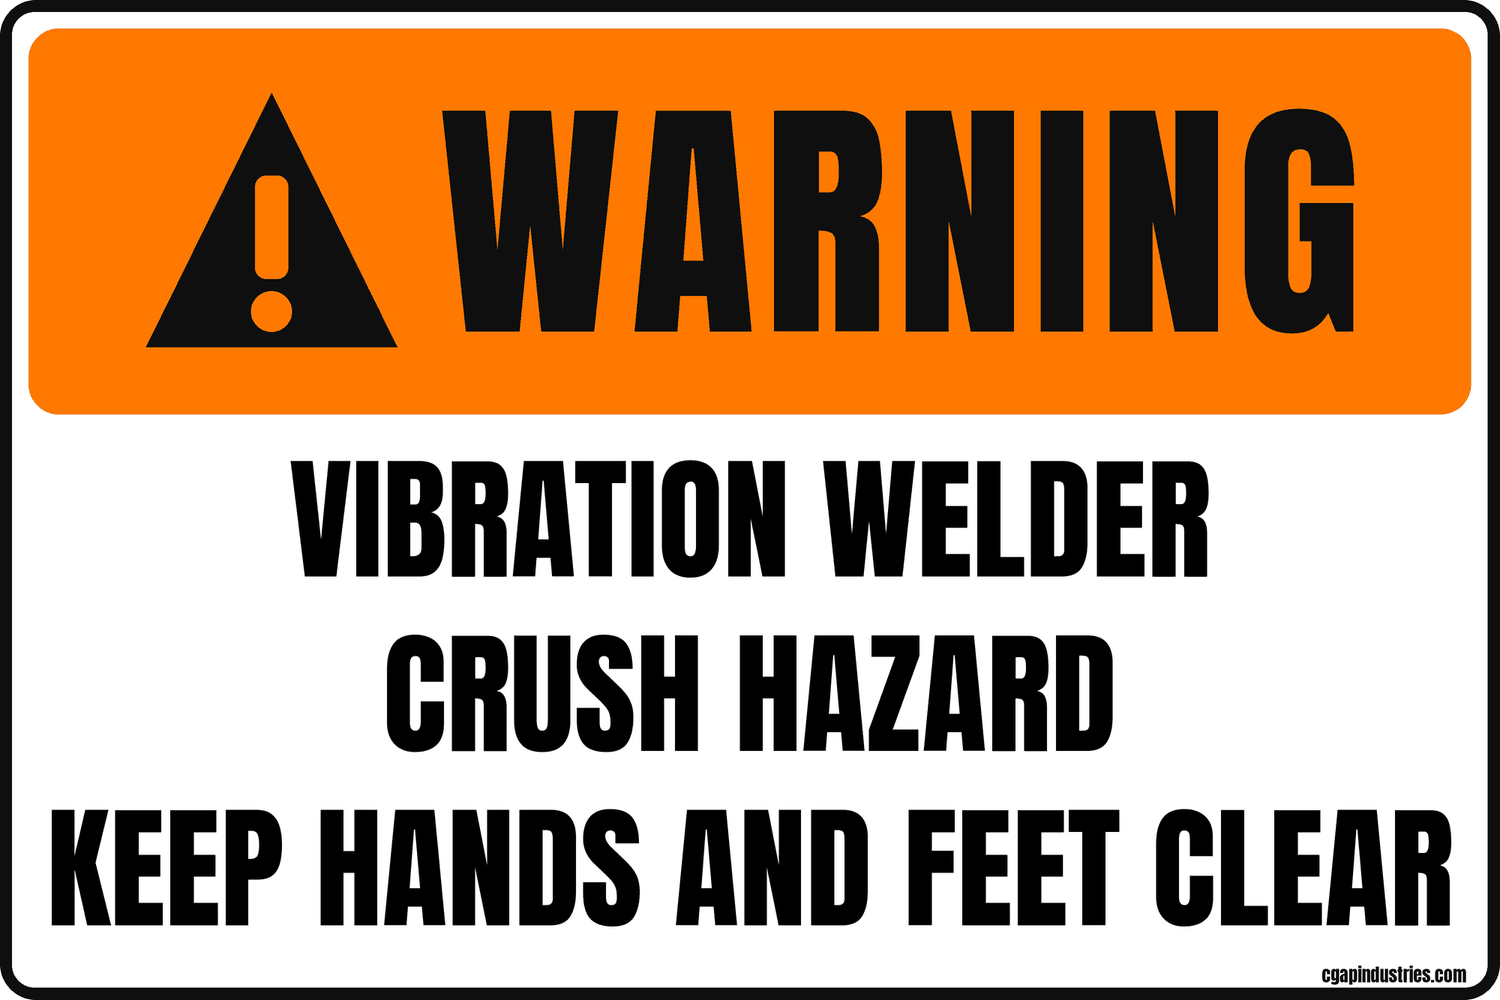 WARNING
VIBRATION WELDER
CRUSH HAZARD
KEEP HANDS AND FEET CLEAR
cgapindustries.com